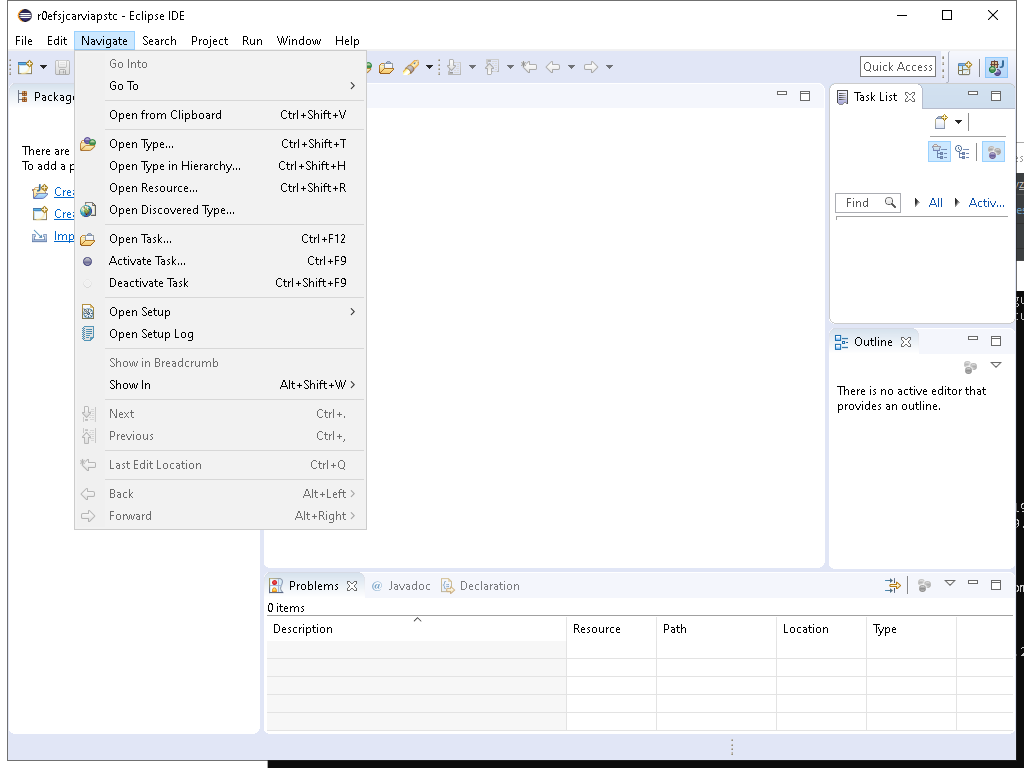 r0efsjcarviapstc - Eclipse IDE
File Edit Navigate Search Project Run Window Help
Quick Access
Go Into
Go To
Open from Clipboard Ctrl+Shift+V
Open Type... Ctrl+Shift+T
Open Type in Hierarchy... Ctrl+Shift+H
Open Resource... Ctrl+Shift+R
Open Discovered Type...
Open Task... Ctrl+F12
Activate Task... Ctrl+F9
Deactivate Task Ctrl+Shift+F9
Open Setup
Open Setup Log
Show in Breadcrumb
Show In Alt+Shift+W
Next Ctrl+.
Previous Ctrl+,
Last Edit Location Ctrl+Q
Back Alt+Left
Forward Alt+Right
Packag
There are
To add a p
Crea
Crea
Imp
Task List
Find All Activ...
Outline
There is no active editor that
provides an outline.
Problems @ Javadoc Declaration
0 items
Description Resource Path Location Type